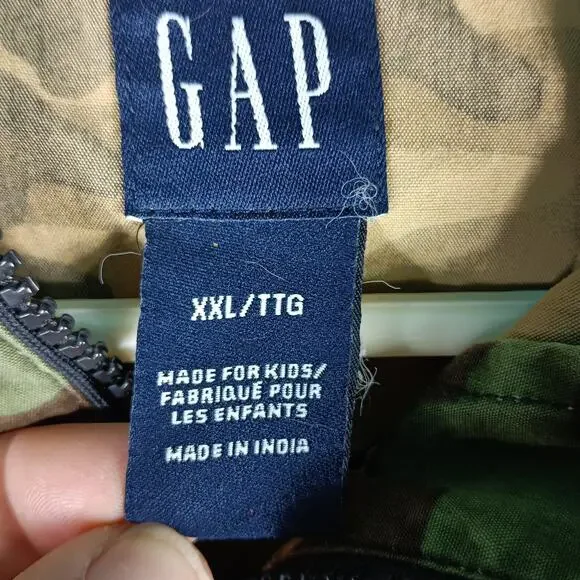 GAP
XXL/TTG
MADE FOR KIDS/
FABRIQUÉ POUR
LES ENFANTS
MADE IN INDIA